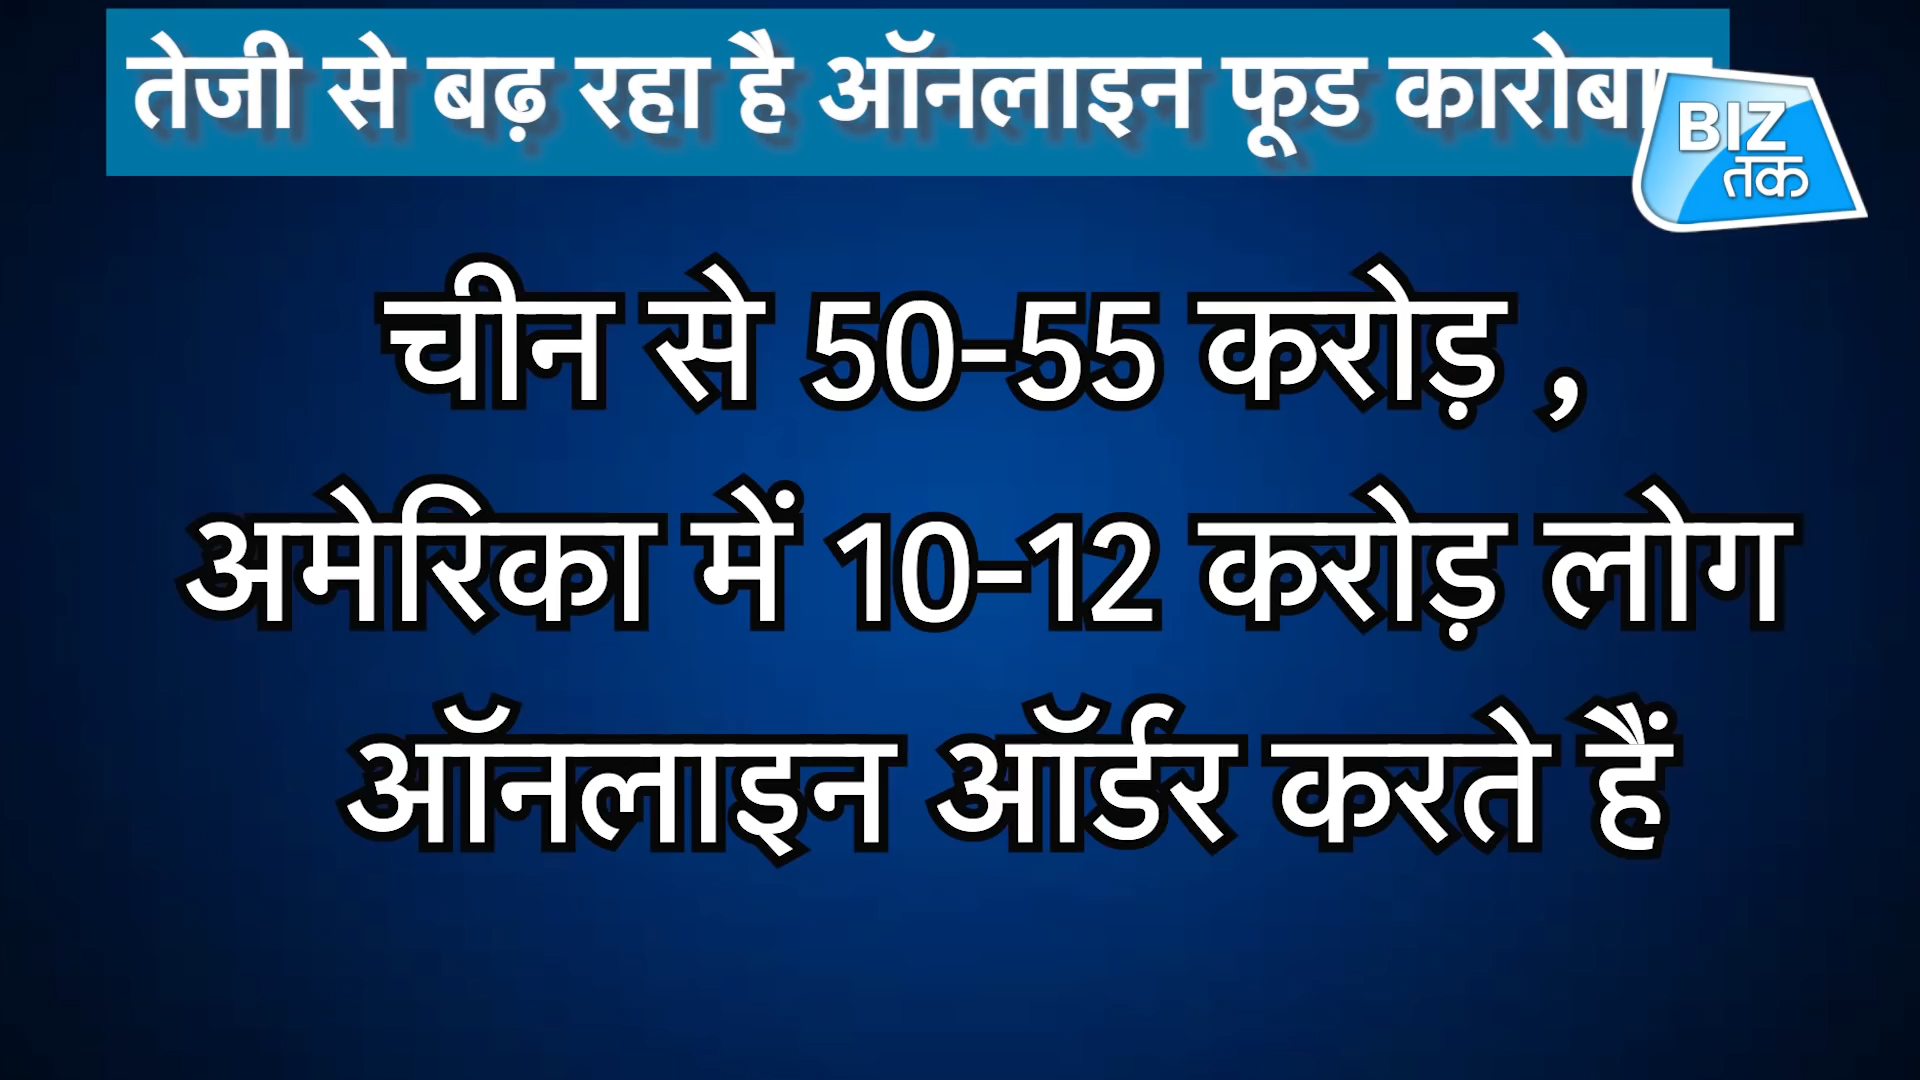 तेजी से बढ़ रहा है ऑनलाइन फूड कारोबार
BIZ
तक
चीन से 50-55 करोड़ ,
अमेरिका में 10-12 करोड़ लोग
ऑनलाइन ऑर्डर करते हैं